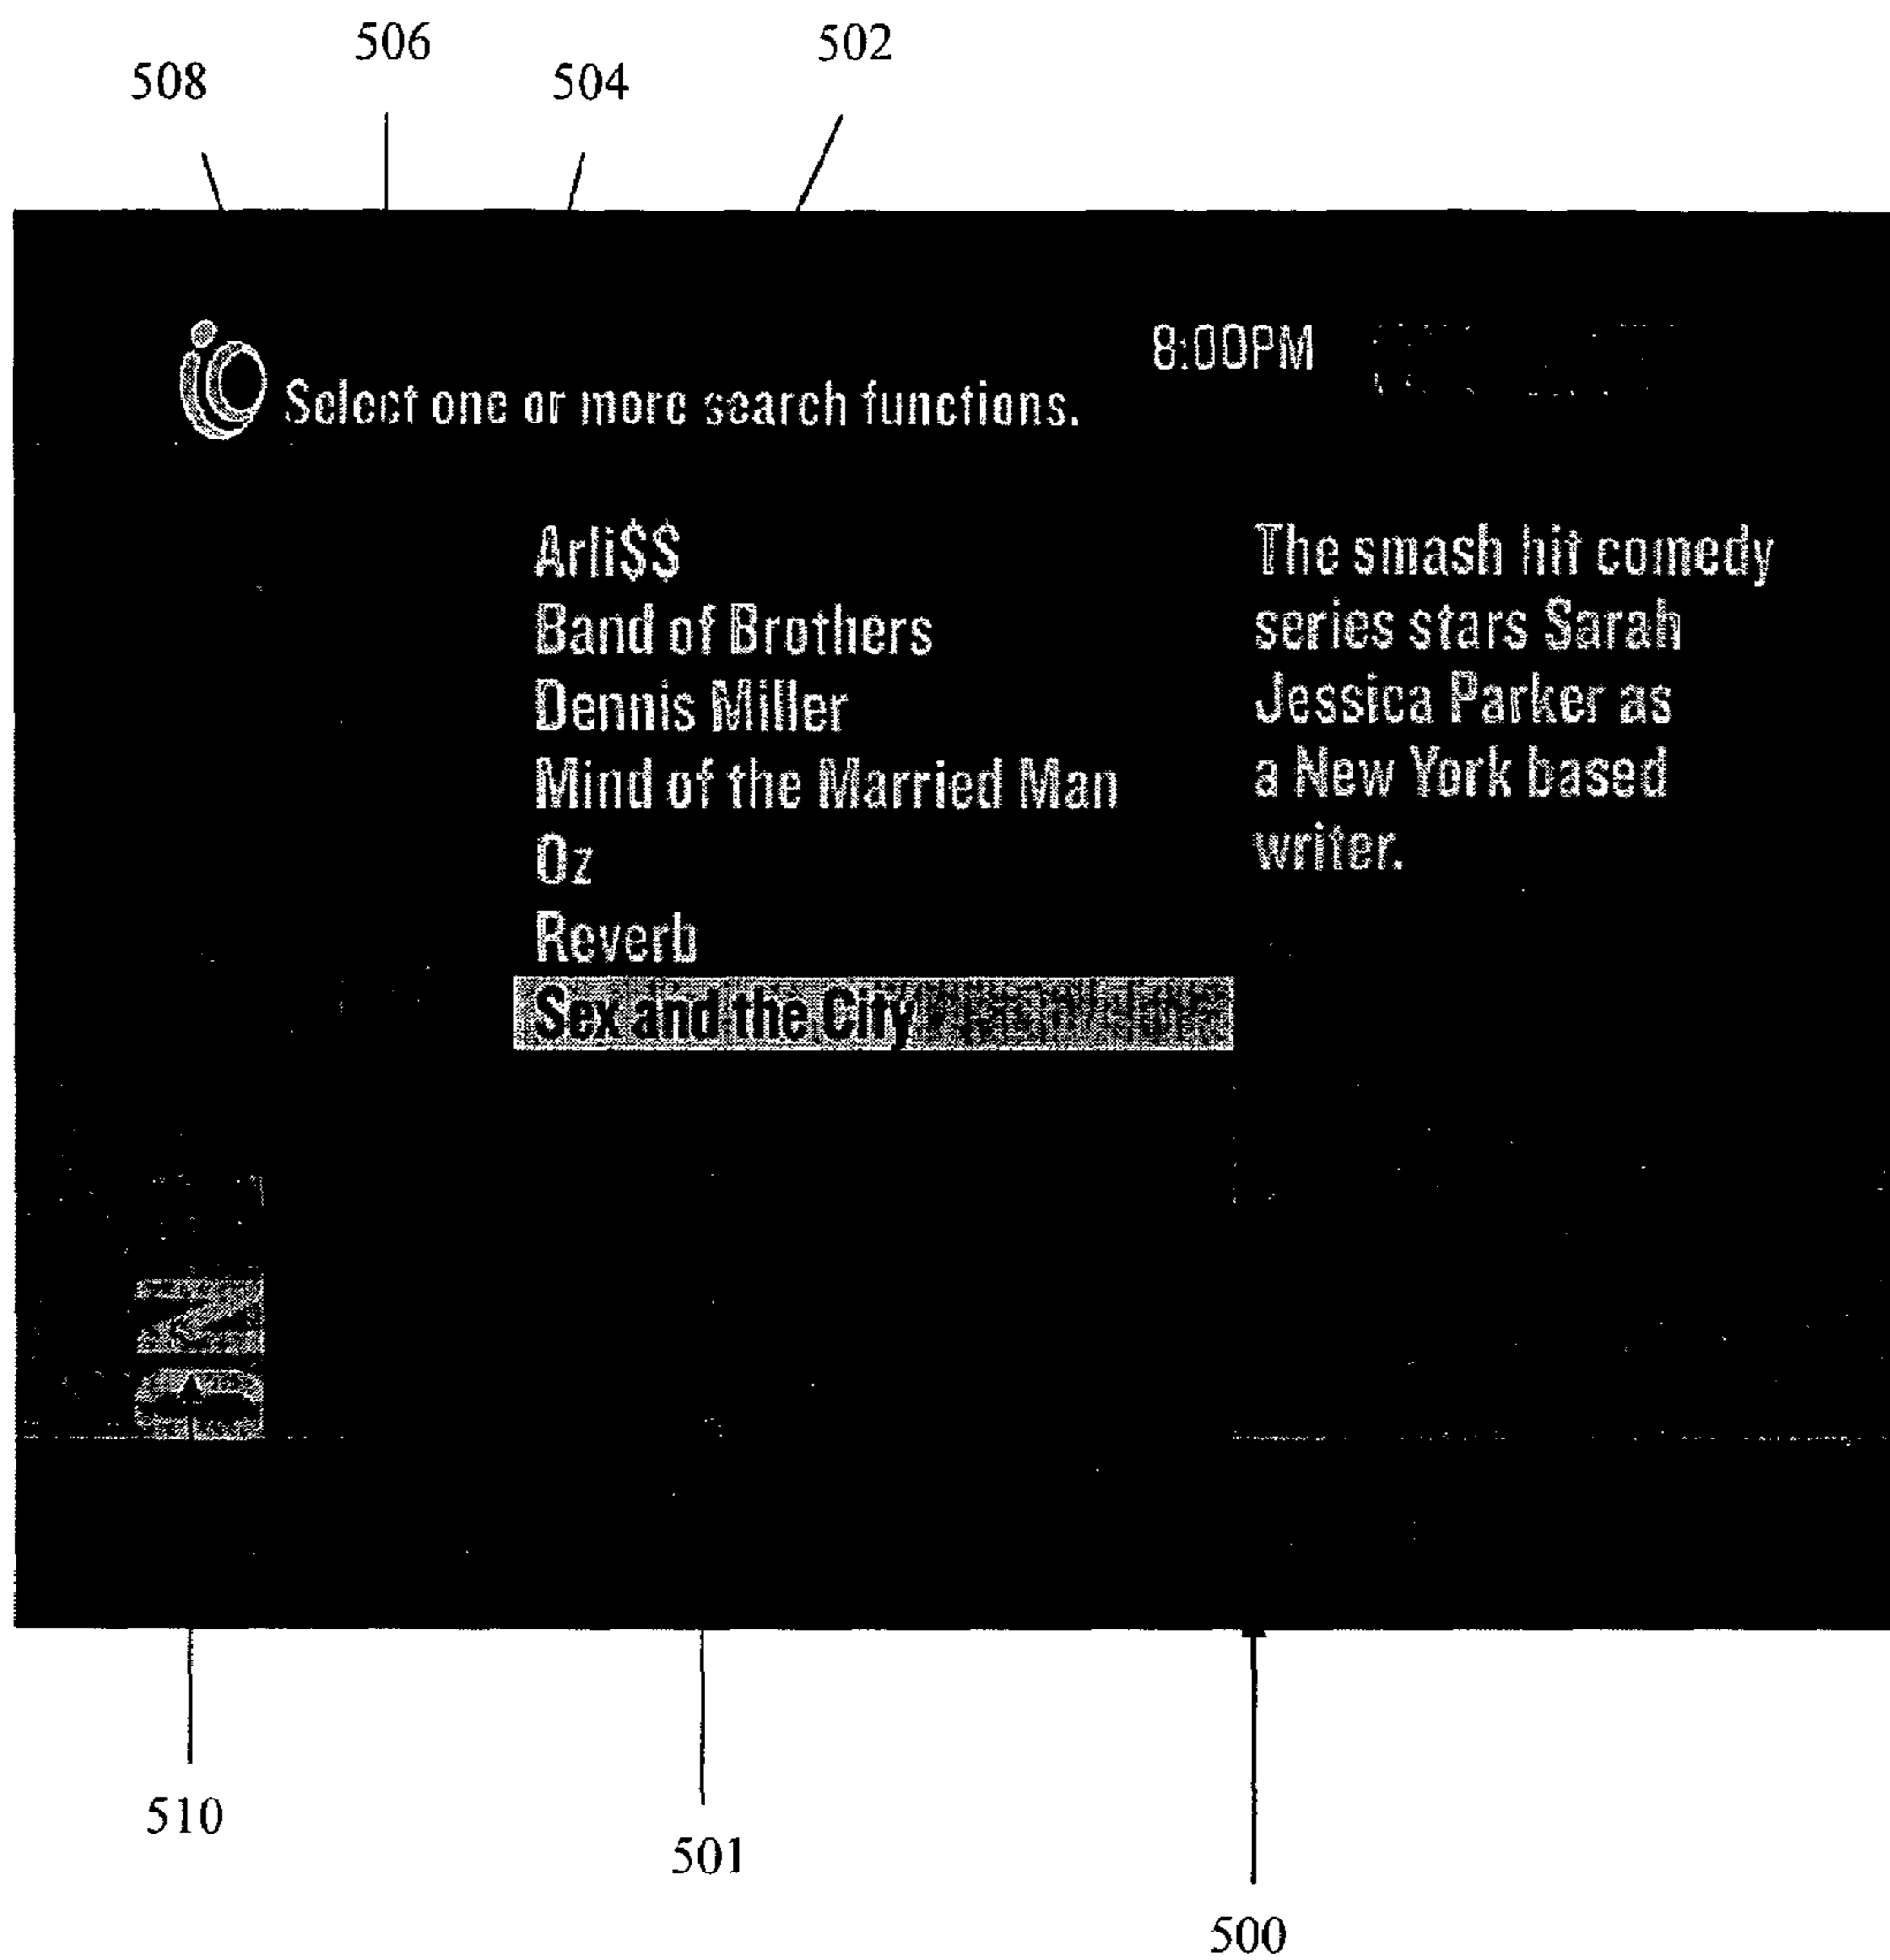 506
502
508
504
8:00PM
iO
Select one or more search functions.
Arli$$
Band of Brothers
Dennis Miller
Mind of the Married Man
Oz
Reverb
Sex and the City
The smash hit comedy
series stars Sarah
Jessica Parker as
a New York based
writer.
510
501
500